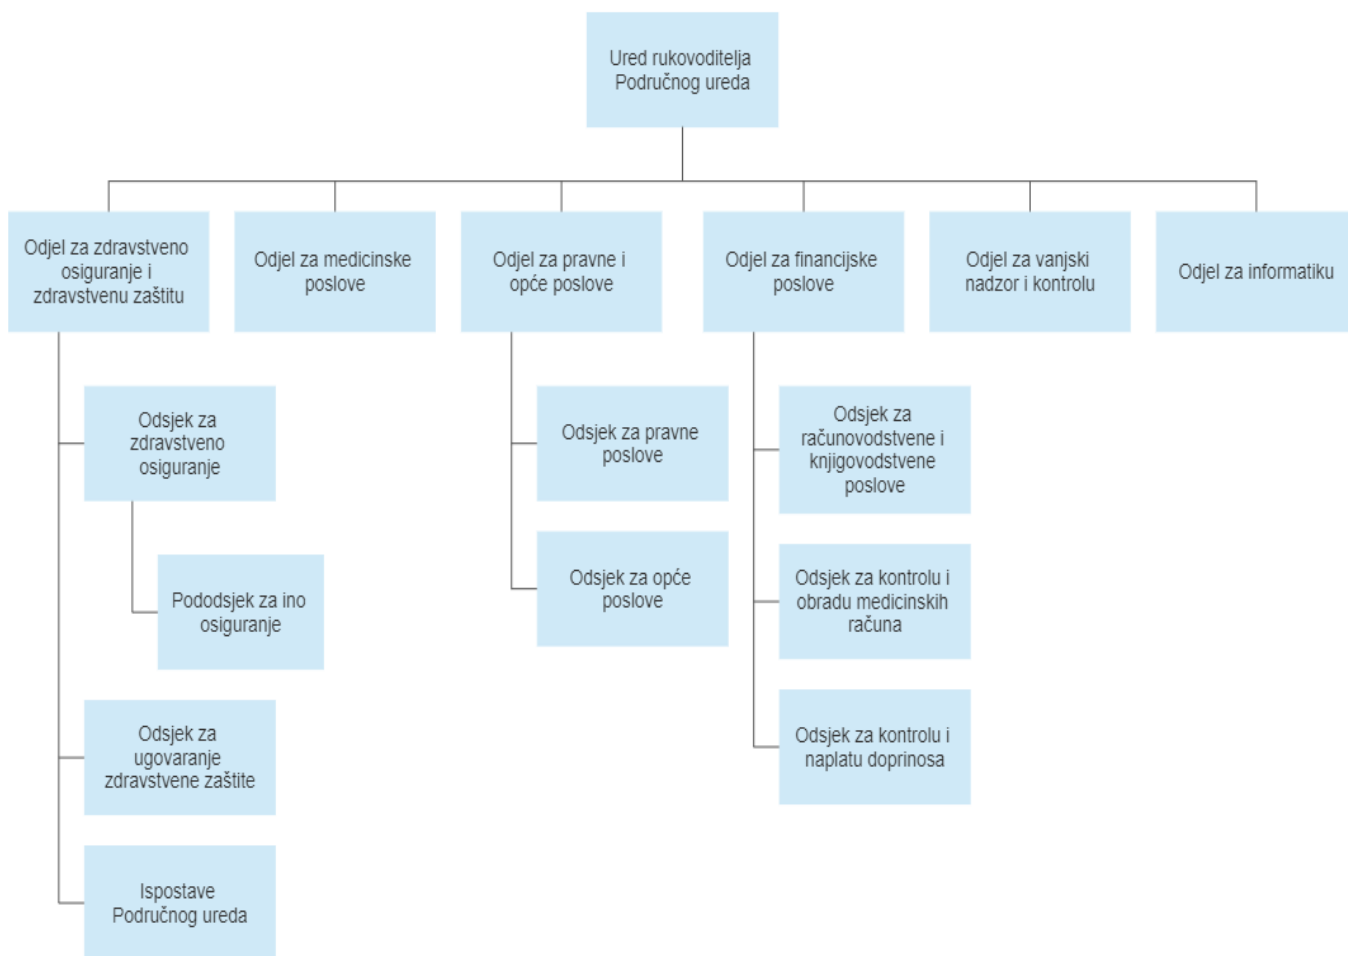 Ured rukovoditelja
Područnog ureda
Odjel za zdravstveno
osiguranje i
zdravstvenu zaštitu
Odjel za medicinske
poslove
Odjel za pravne i
opće poslove
Odjel za financijske
poslove
Odjel za vanjski
nadzor i kontrolu
Odjel za informatiku
Odsjek za
zdravstveno
osiguranje
Pododsjek za ino
osiguranje
Odsjek za
ugovaranje
zdravstvene zaštite
Ispostave
Područnog ureda
Odsjek za pravne
poslove
Odsjek za opće
poslove
Odsjek za
računovodstvene i
knjigovodstvene
poslove
Odsjek za kontrolu i
obradu medicinskih
računa
Odsjek za kontrolu i
naplatu doprinosa